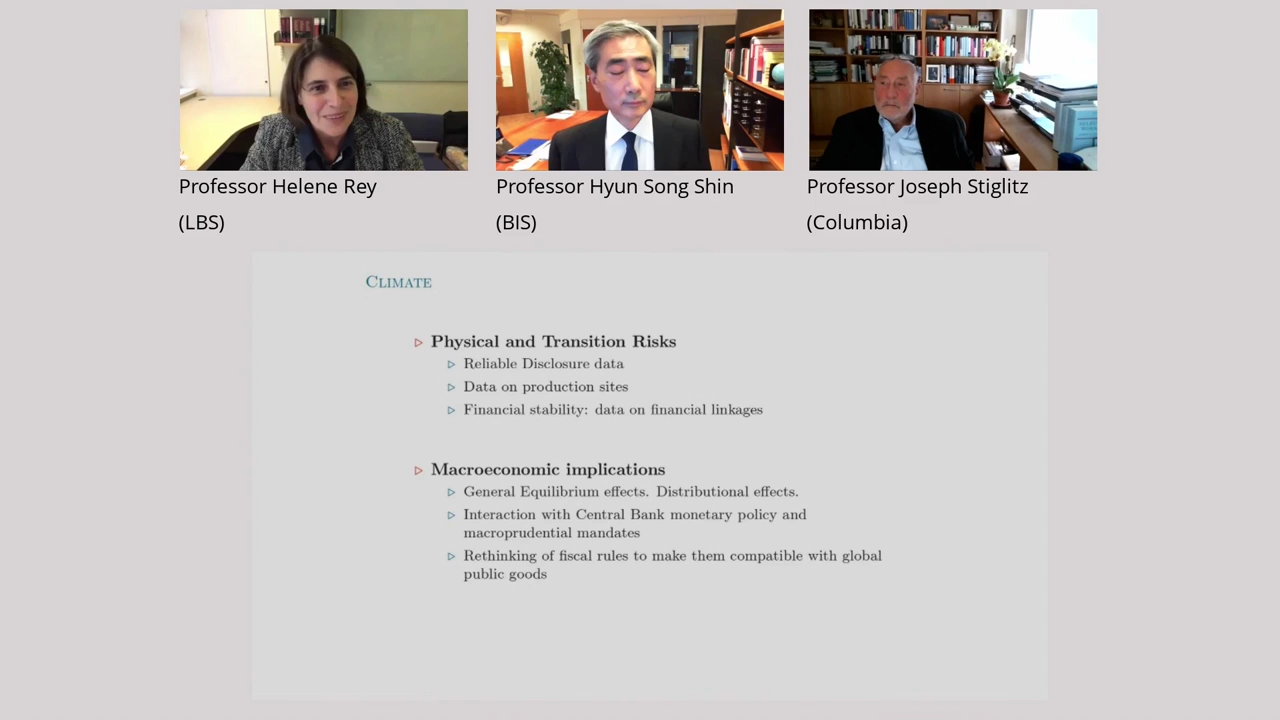 Professor Helene Rey
(LBS)
Professor Hyun Song Shin
(BIS)
Professor Joseph Stiglitz
(Columbia)
Climate
▷ Physical and Transition Risks
▷ Reliable Disclosure data
▷ Data on production sites
▷ Financial stability: data on financial linkages
▷ Macroeconomic implications
▷ General Equilibrium effects. Distributional effects.
▷ Interaction with Central Bank monetary policy and
macroprudential mandates
▷ Rethinking of fiscal rules to make them compatible with global
public goods